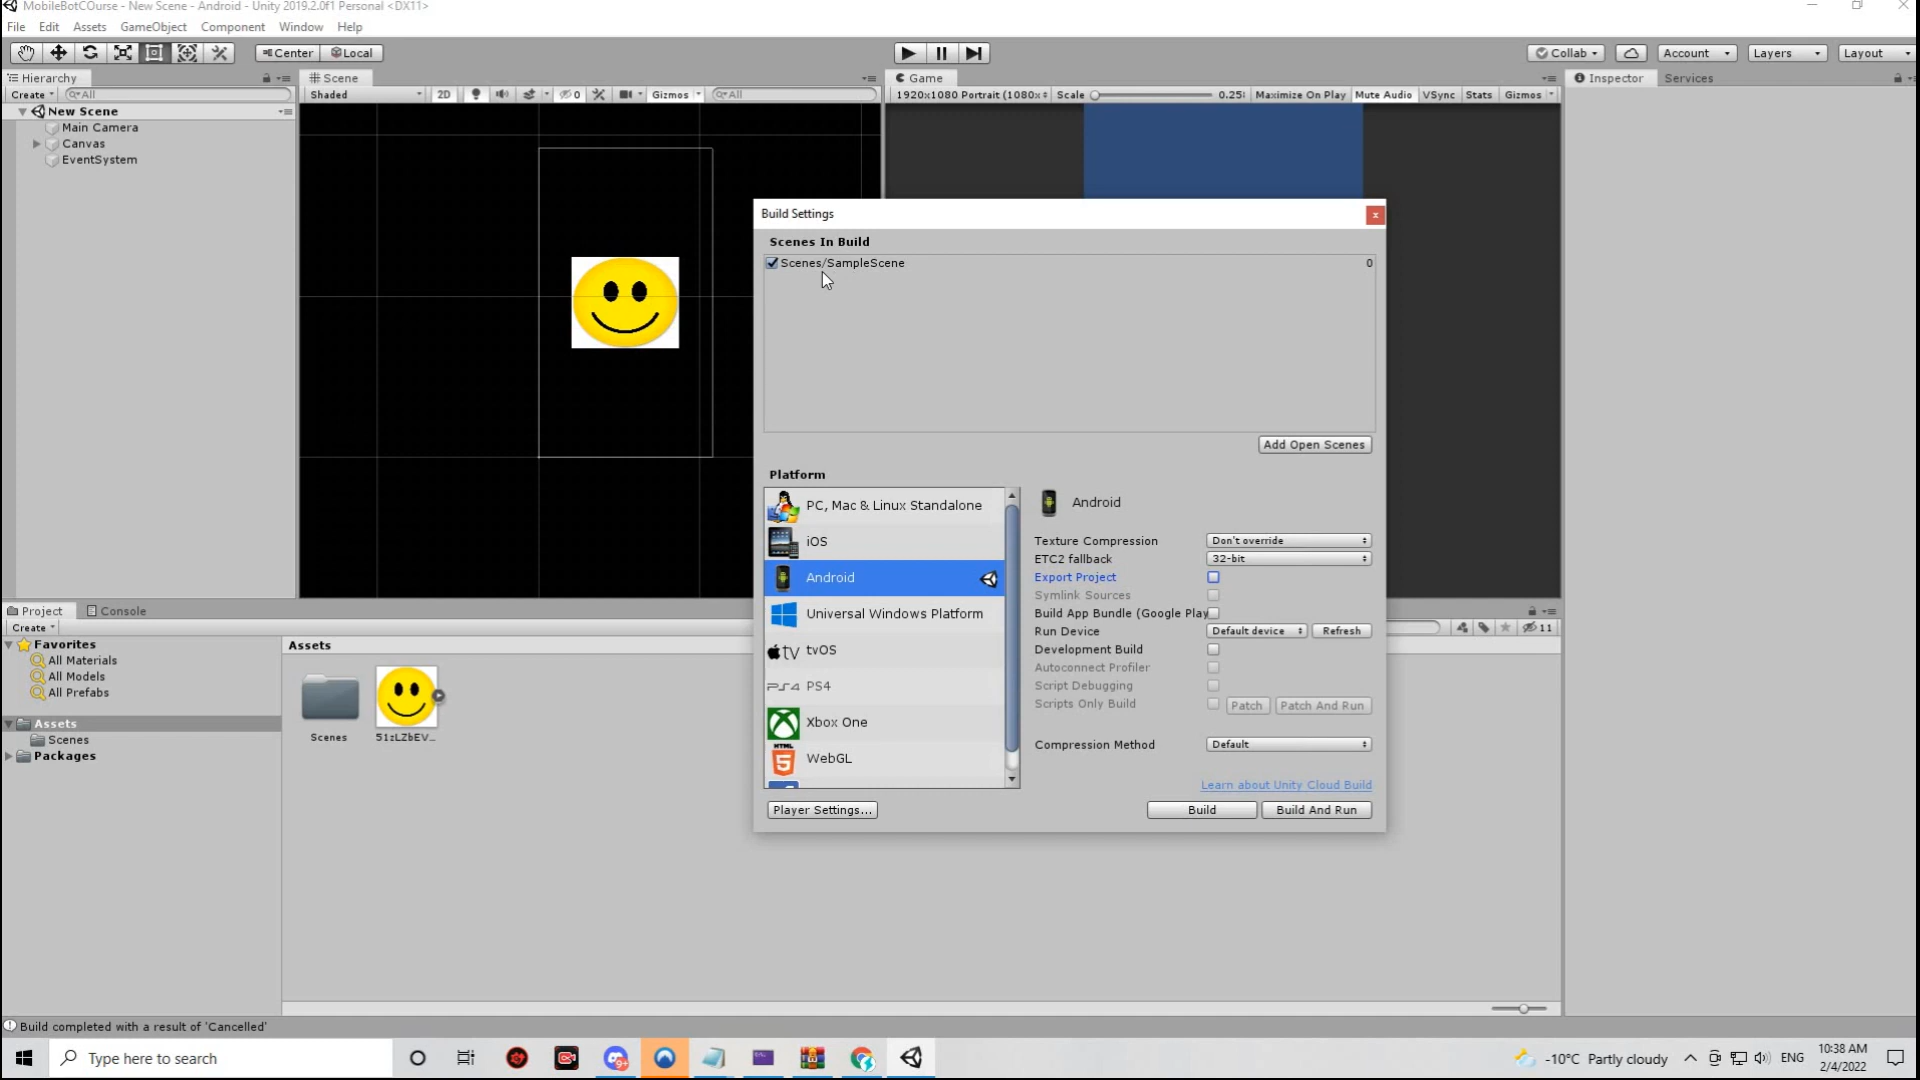 MobileBotCOurse - New Scene - Android - Unity 2019.2.0f1 Personal <DX11>
File Edit Assets GameObject Component Window Help
Center Local
Collab Account Layers Layout
Hierarchy
Scene
Game
Inspector Services
Create All
Shaded 2D 0 Gizmos All
1920x1080 Portrait (1080x Scale 0.25: Maximize On Play Mute Audio VSync Stats Gizmos
New Scene
Main Camera
Canvas
EventSystem
Build Settings
x
Scenes In Build
Scenes/SampleScene 0
Add Open Scenes
Platform
PC, Mac & Linux Standalone
iOS
Android
Universal Windows Platform
tv tvOS
PS4
Xbox One
HTML
5
WebGL
Player Settings...
Android
Texture Compression Don't override
ETC2 fallback 32-bit
Export Project
Symlink Sources
Build App Bundle (Google Play
Run Device Default device Refresh
Development Build
Autoconnect Profiler
Script Debugging
Scripts Only Build Patch Patch And Run
Compression Method Default
Learn about Unity Cloud Build
Build Build And Run
Project Console
Create
11
Favorites
All Materials
All Models
All Prefabs
Assets
Scenes
Packages
Assets
Scenes
51zLZbEV...
Build completed with a result of 'Cancelled'
Type here to search
9+
-10°C Partly cloudy
ENG
10:38 AM
2/4/2022